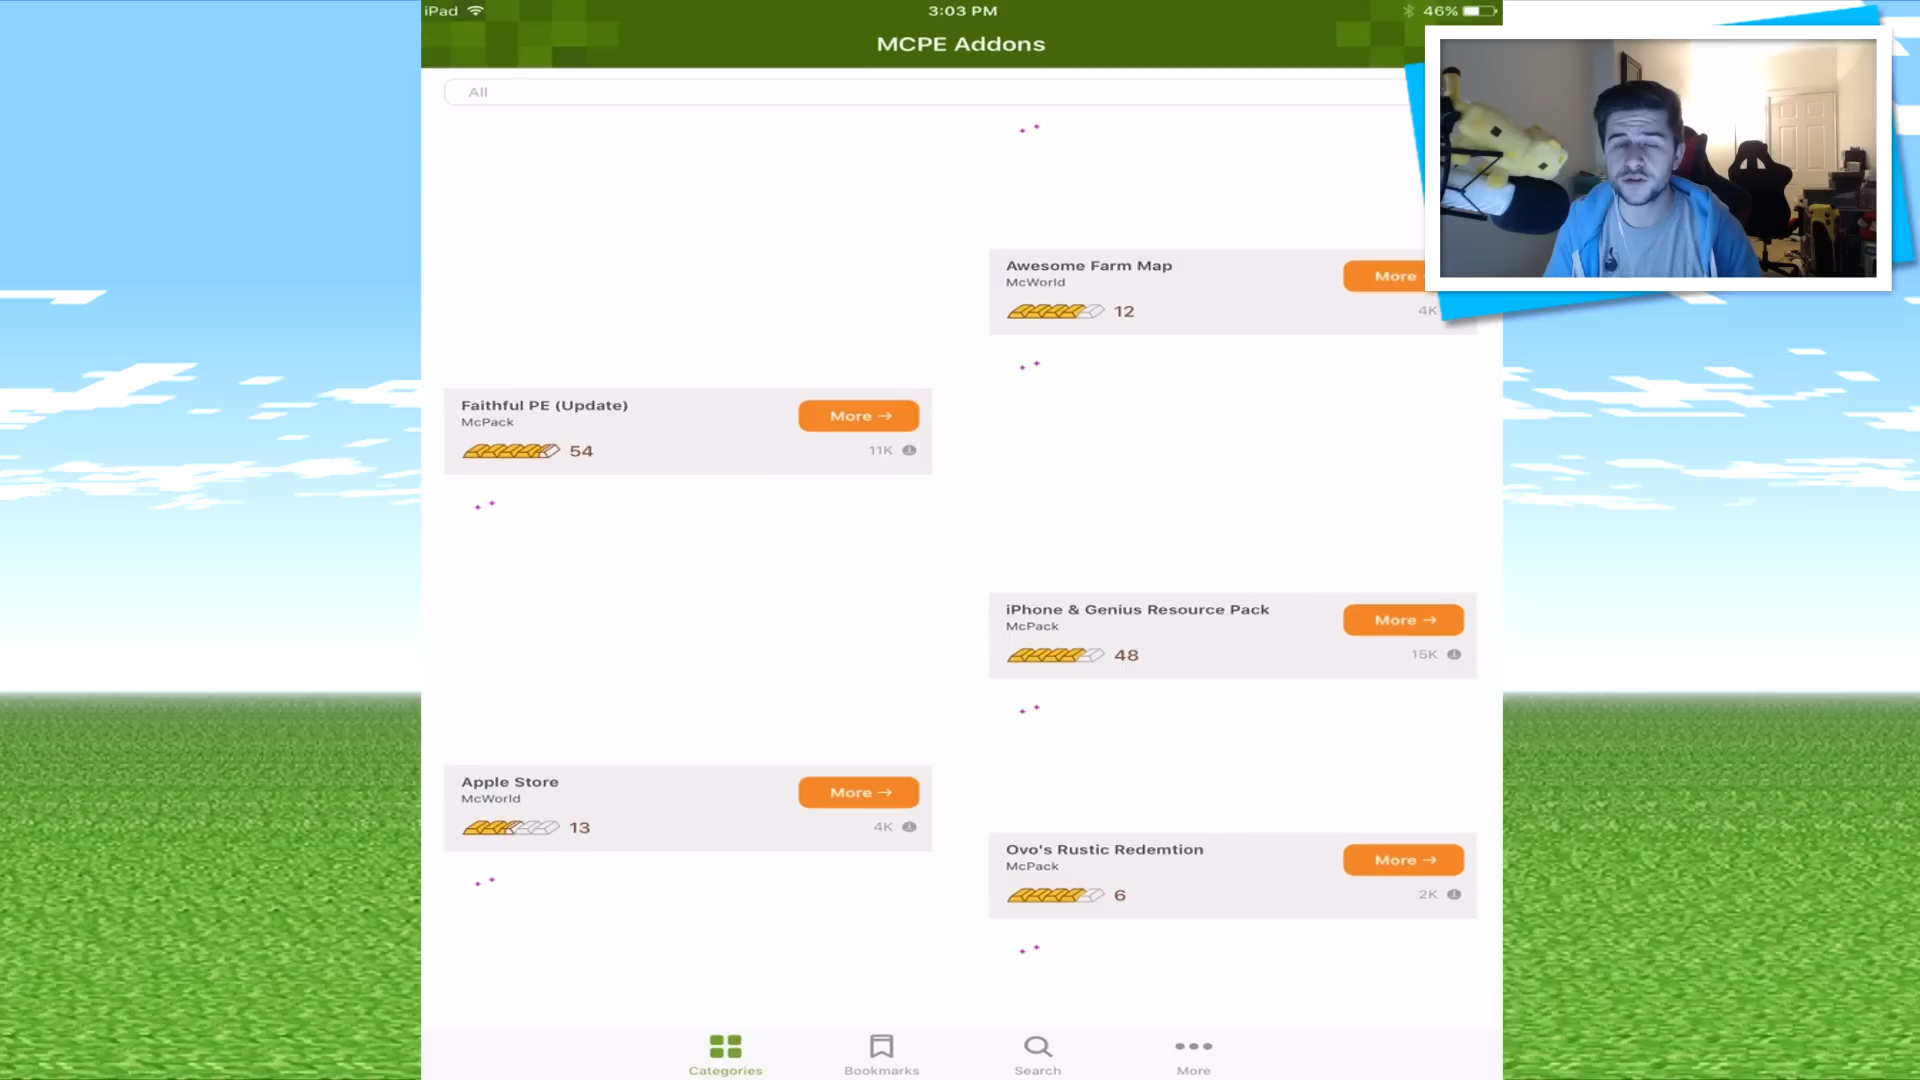 iPad
3:03 PM
46%
MCPE Addons
All
Awesome Farm Map
McWorld
More
12
4K
Faithful PE (Update)
McPack
More →
54
11K
iPhone & Genius Resource Pack
McPack
More →
48
15K
Apple Store
McWorld
More →
13
4K
Ovo's Rustic Redemtion
McPack
More →
6
2K
Categories
Bookmarks
Search
More